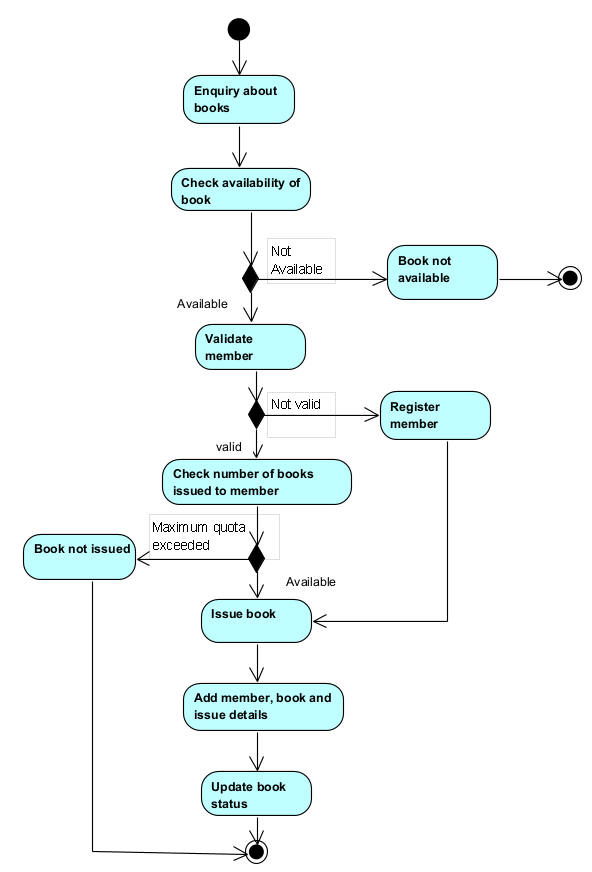 Enquiry about
books
Check availability of
book
Not
Available
Book not
available
Available
Validate
member
Not valid
Register
member
valid
Check number of books
issued to member
Maximum quota
exceeded
Book not issued
Available
Issue book
Add member, book and
issue details
Update book
status